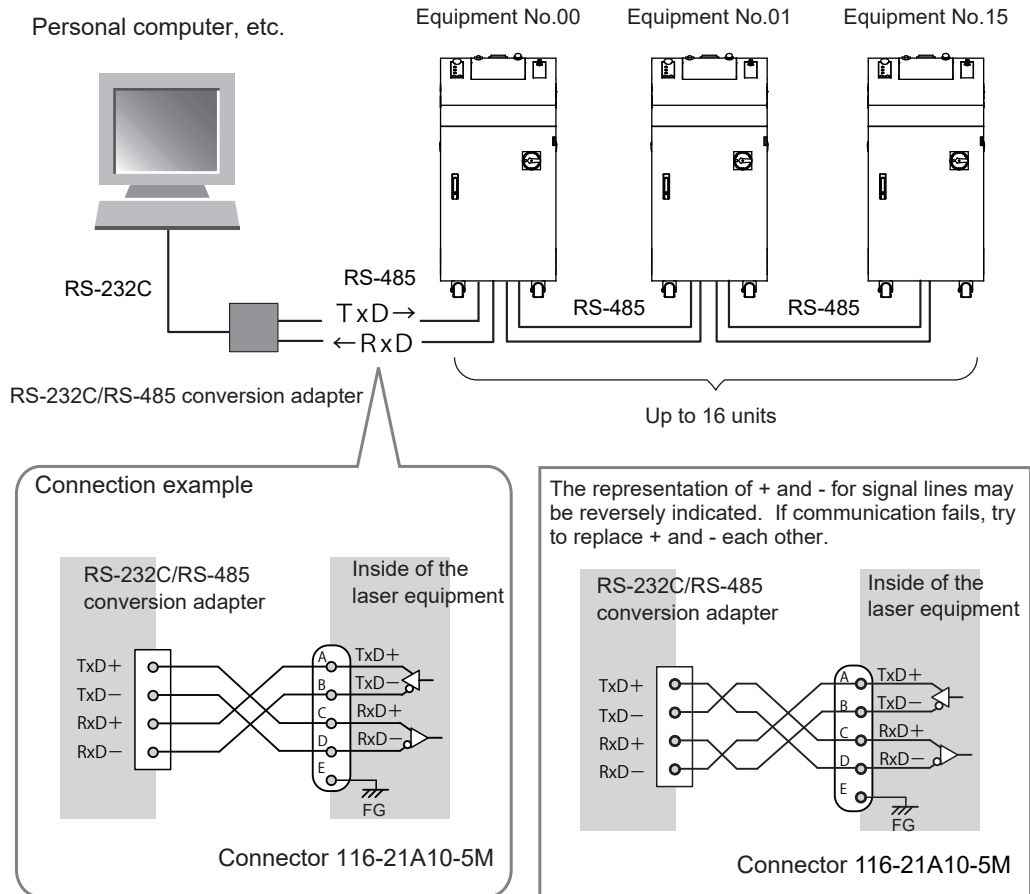 Personal computer, etc.
Equipment No.00
Equipment No.01
Equipment No.15
RS-232C
RS-485
TxD→
←RxD
RS-485
RS-485
RS-232C/RS-485 conversion adapter
Up to 16 units
Connection example
RS-232C/RS-485
conversion adapter
Inside of the
laser equipment
TxD+
TxD−
RxD+
RxD−
A
B
C
D
E
TxD+
TxD−
RxD+
RxD−
FG
Connector 116-21A10-5M
The representation of + and - for signal lines may
be reversely indicated.  If communication fails, try
to replace + and - each other.
RS-232C/RS-485
conversion adapter
Inside of the
laser equipment
TxD+
TxD−
RxD+
RxD−
A
B
C
D
E
TxD+
TxD−
RxD+
RxD−
FG
Connector 116-21A10-5M